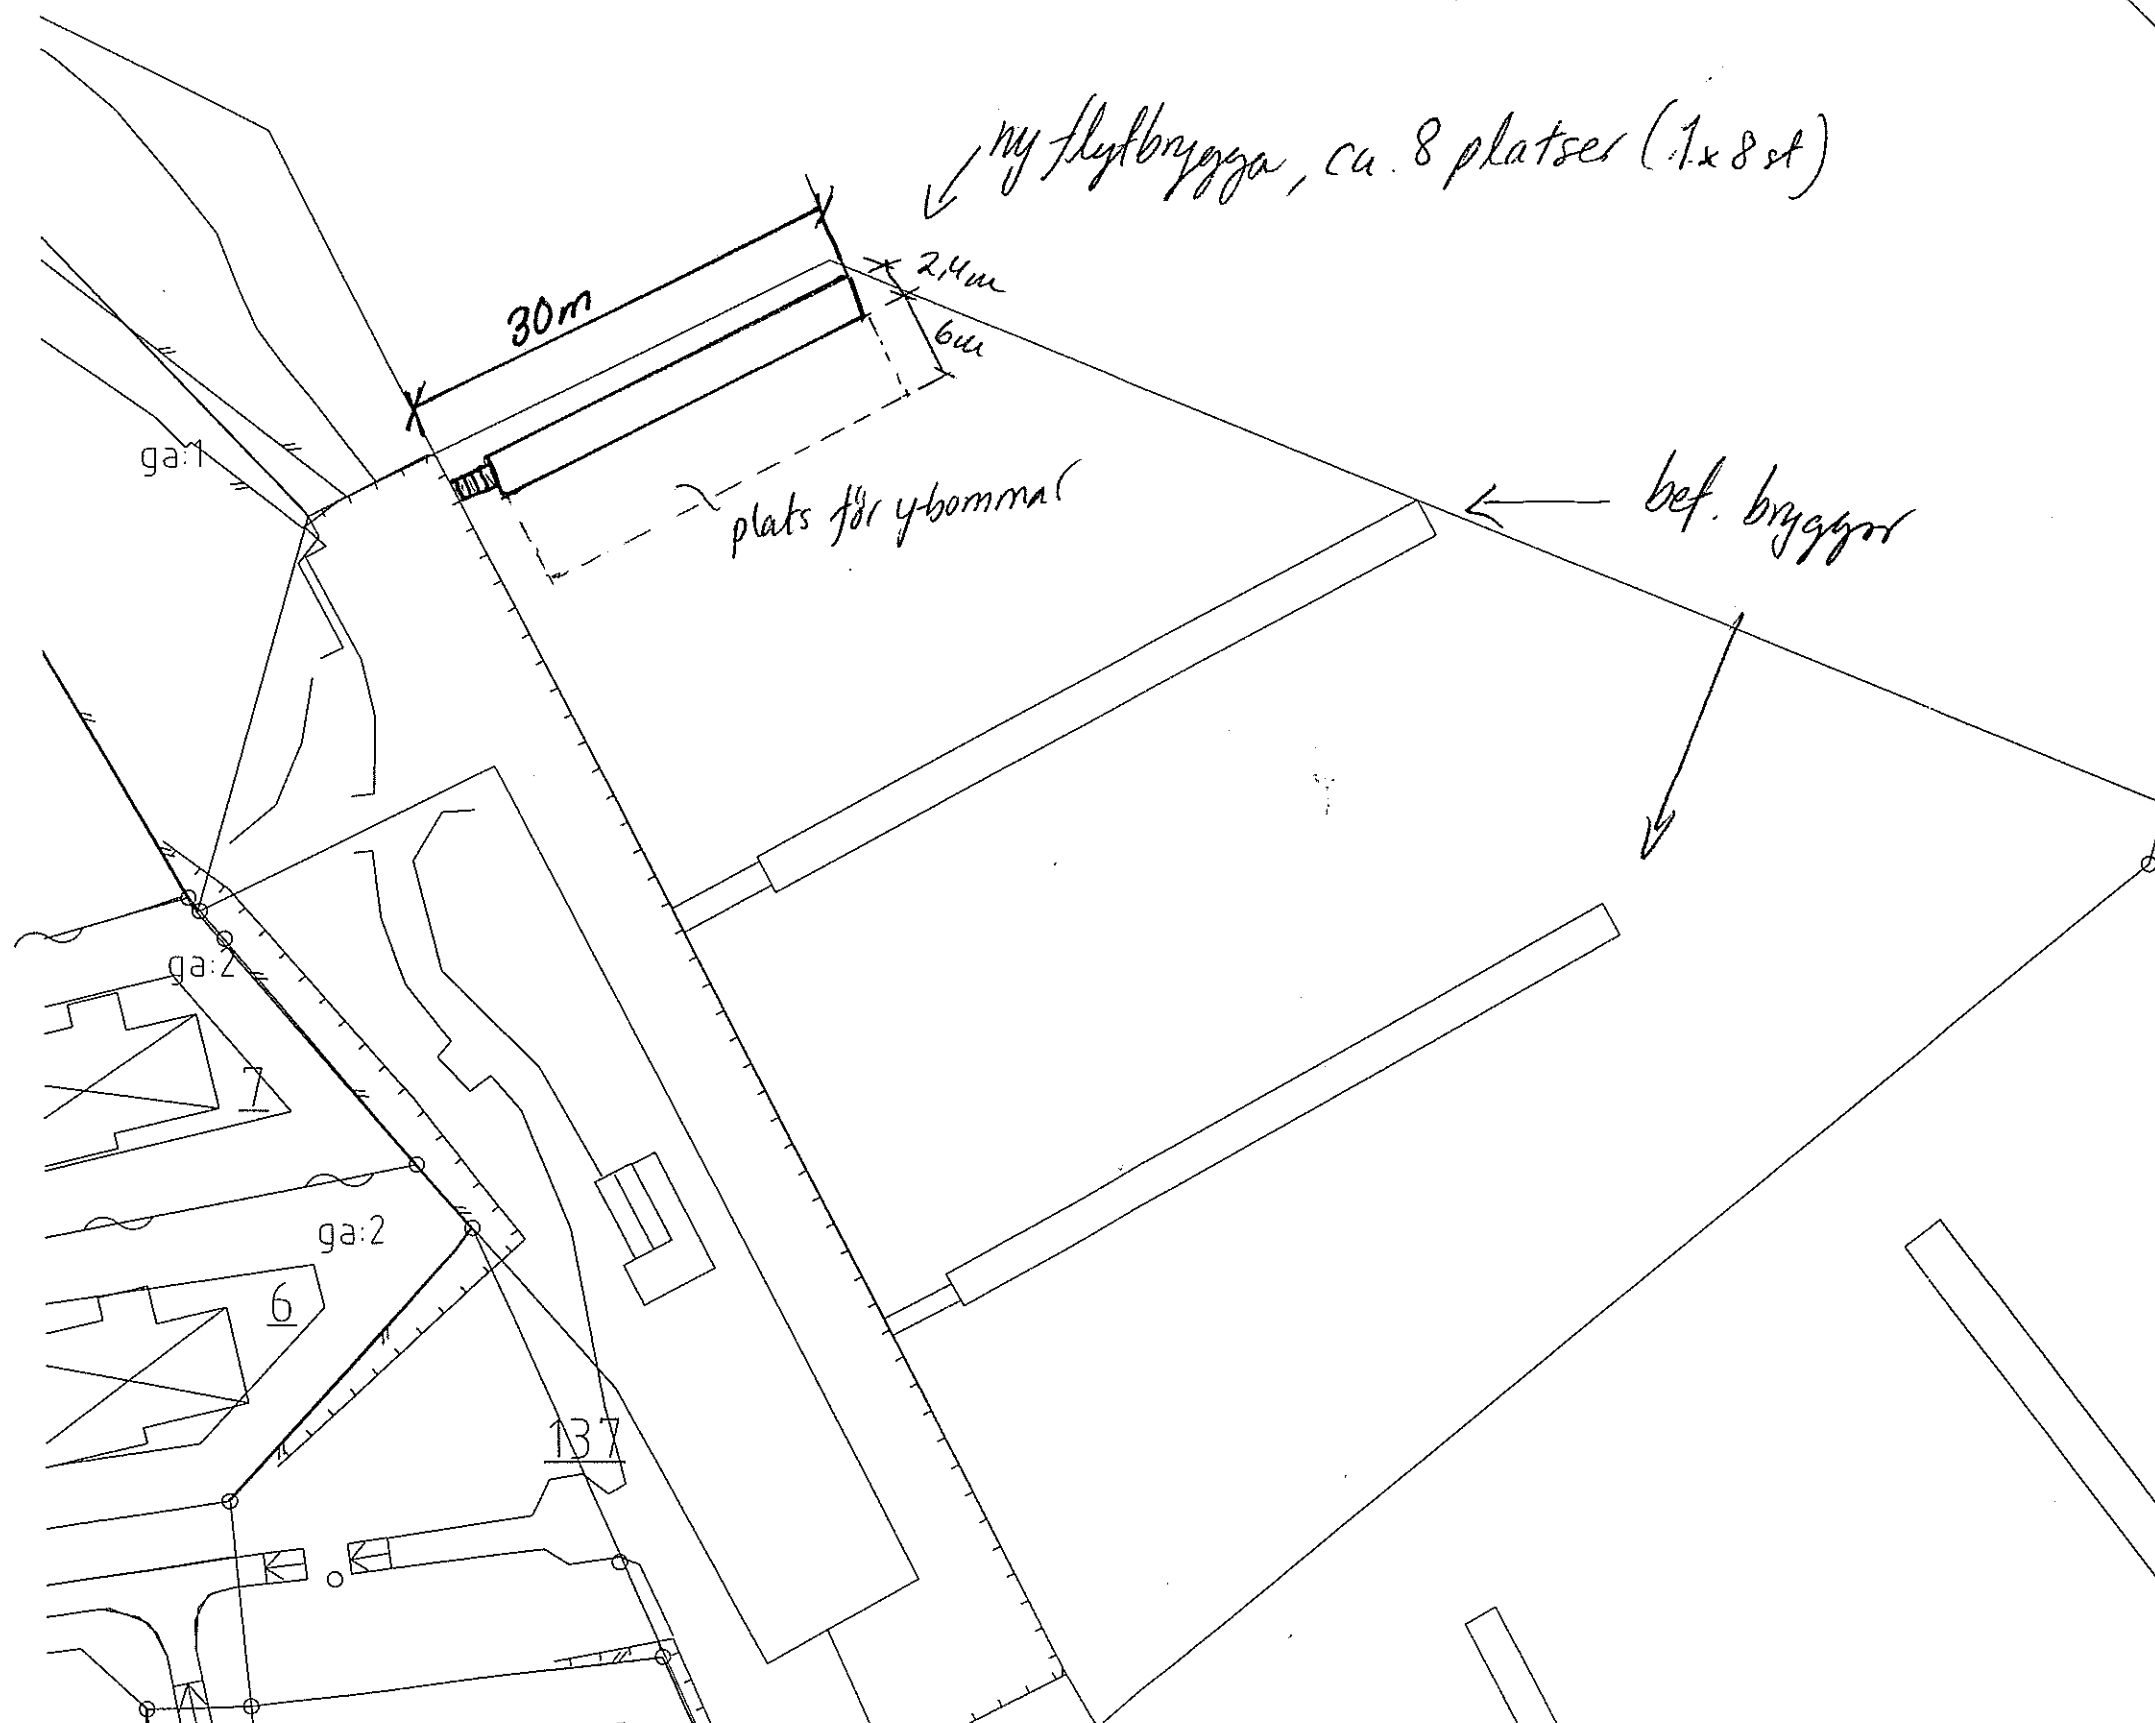 ny flytbrygga, ca. 8 platser (1x8 st)
2,4m
30m
6m
ga:1
plats för y-bommar
bef. bryggor
ga:2
7
ga:2
6
137